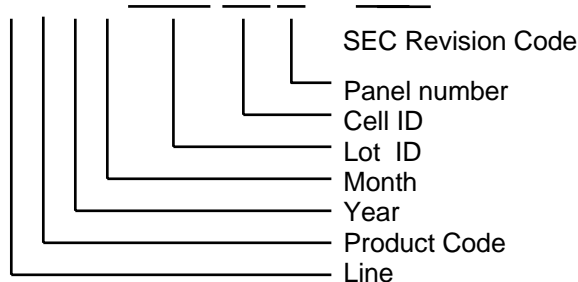 SEC Revision Code
Panel number
Cell ID
Lot ID
Month
Year
Product Code
Line